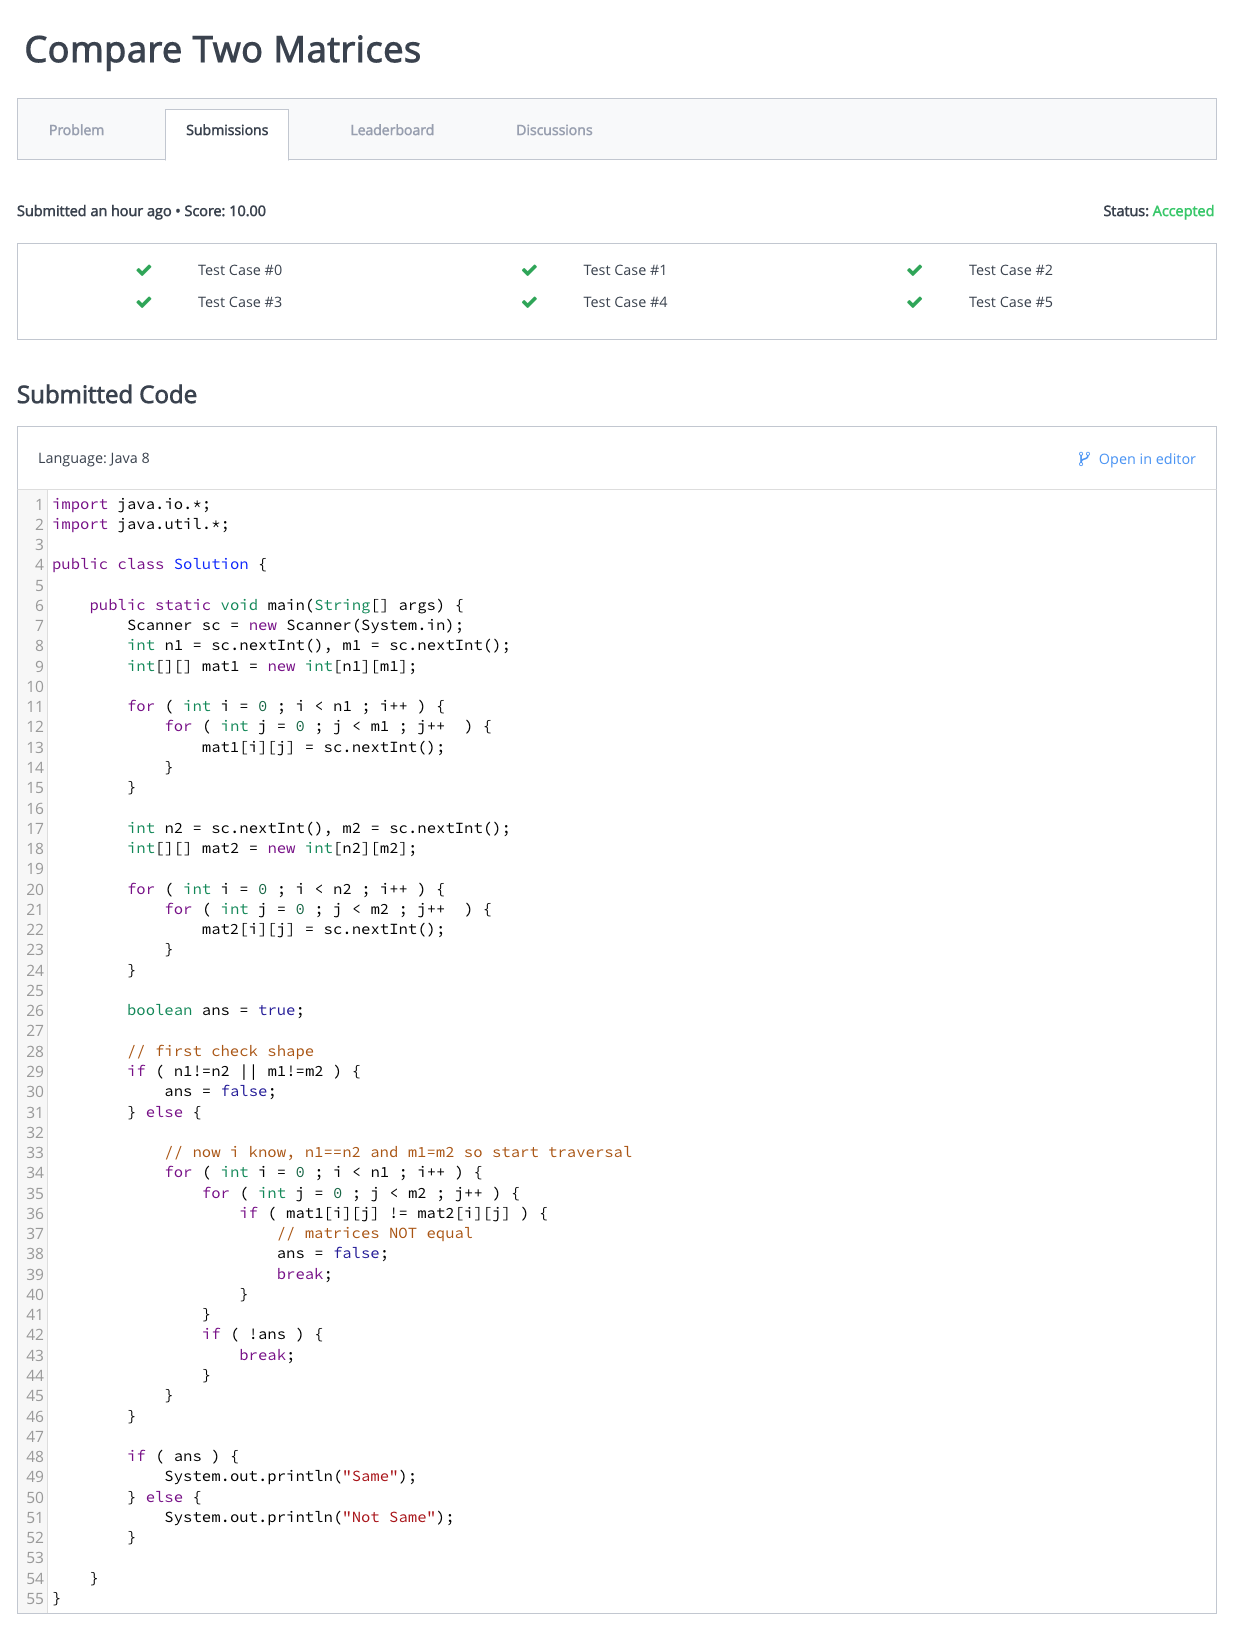 Compare Two Matrices
Problem Submissions Leaderboard Discussions
Submitted an hour ago • Score: 10.00 Status: Accepted
Test Case #0 Test Case #1 Test Case #2
Test Case #3 Test Case #4 Test Case #5
Submitted Code
Language: Java 8 Open in editor
1 import java.io.*;
2 import java.util.*;
3
4 public class Solution {
5
6     public static void main(String[] args) {
7         Scanner sc = new Scanner(System.in);
8         int n1 = sc.nextInt(), m1 = sc.nextInt();
9         int[][] mat1 = new int[n1][m1];
10
11         for ( int i = 0 ; i < n1 ; i++ ) {
12             for ( int j = 0 ; j < m1 ; j++  ) {
13                 mat1[i][j] = sc.nextInt();
14             }
15         }
16
17         int n2 = sc.nextInt(), m2 = sc.nextInt();
18         int[][] mat2 = new int[n2][m2];
19
20         for ( int i = 0 ; i < n2 ; i++ ) {
21             for ( int j = 0 ; j < m2 ; j++  ) {
22                 mat2[i][j] = sc.nextInt();
23             }
24         }
25
26         boolean ans = true;
27
28         // first check shape
29         if ( n1!=n2 || m1!=m2 ) {
30             ans = false;
31         } else {
32
33             // now i know, n1==n2 and m1=m2 so start traversal
34             for ( int i = 0 ; i < n1 ; i++ ) {
35                 for ( int j = 0 ; j < m2 ; j++ ) {
36                     if ( mat1[i][j] != mat2[i][j] ) {
37                         // matrices NOT equal
38                         ans = false;
39                         break;
40                     }
41                 }
42                 if ( !ans ) {
43                     break;
44                 }
45             }
46         }
47
48         if ( ans ) {
49             System.out.println("Same");
50         } else {
51             System.out.println("Not Same");
52         }
53
54     }
55 }